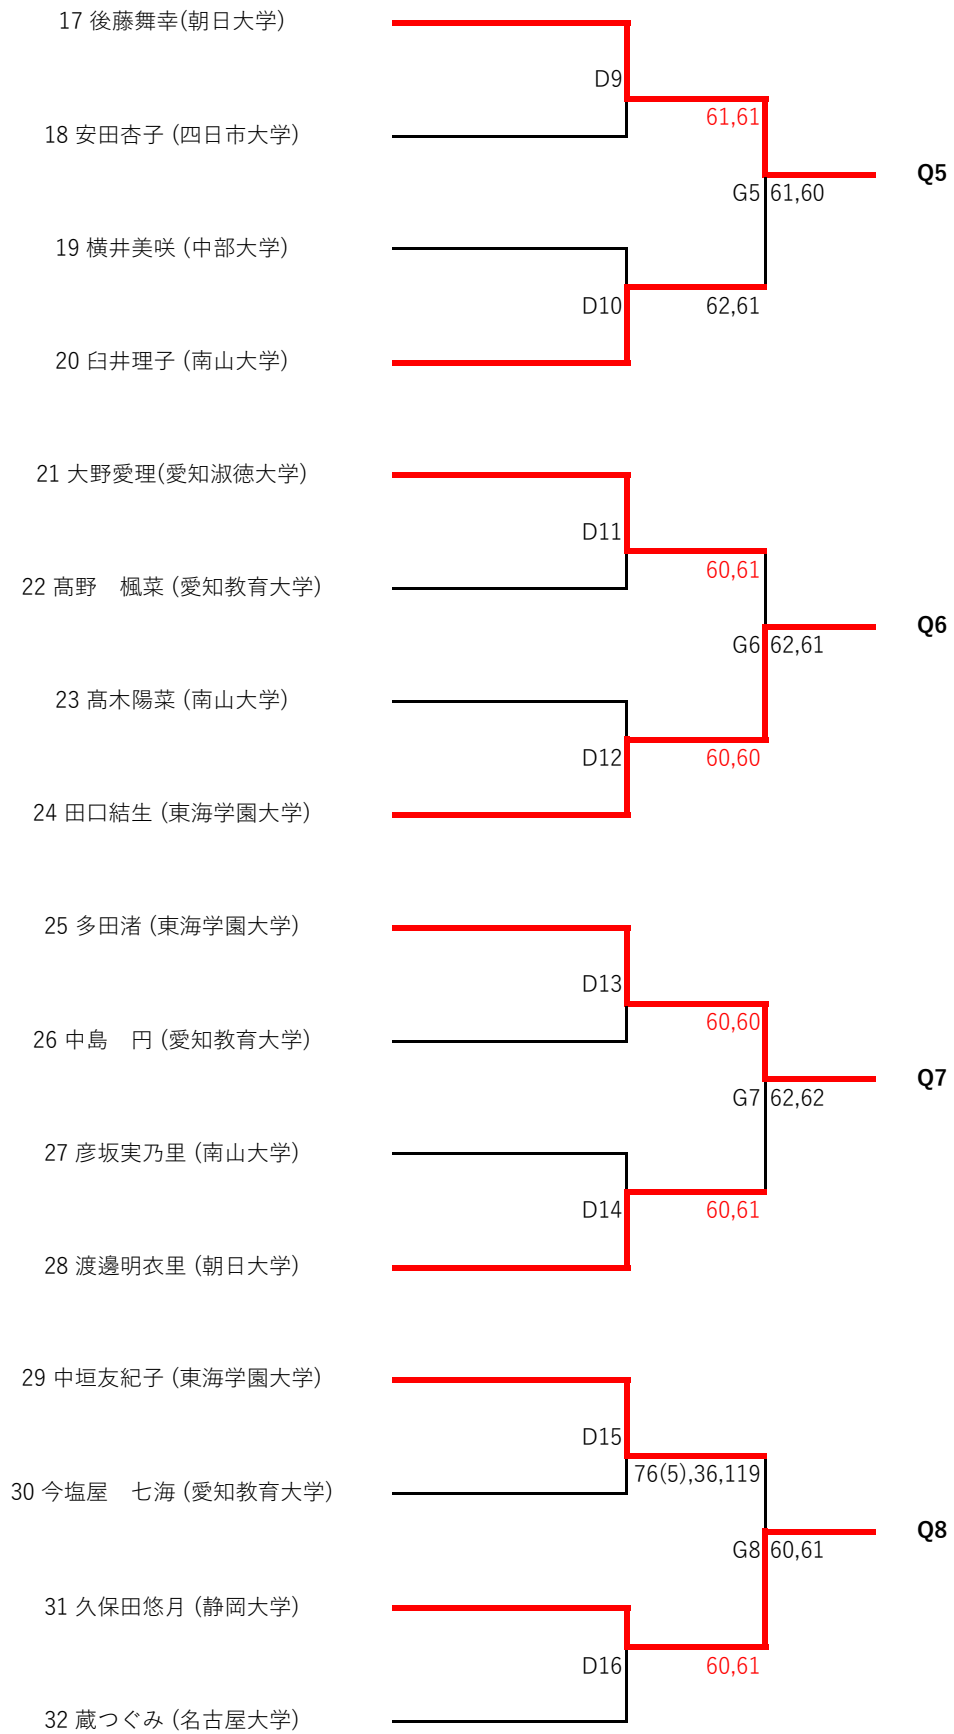 17 後藤舞幸(朝日大学)
D9
61,61
18 安田杏子 (四日市大学)
Q5
G5
61,60
19 横井美咲 (中部大学)
D10
62,61
20 臼井理子 (南山大学)
21 大野愛理(愛知淑徳大学)
D11
60,61
22 髙野　楓菜 (愛知教育大学)
Q6
G6
62,61
23 髙木陽菜 (南山大学)
D12
60,60
24 田口結生 (東海学園大学)
25 多田渚 (東海学園大学)
D13
60,60
26 中島　円 (愛知教育大学)
Q7
G7
62,62
27 彦坂実乃里 (南山大学)
D14
60,61
28 渡邊明衣里 (朝日大学)
29 中垣友紀子 (東海学園大学)
D15
76(5),36,119
30 今塩屋　七海 (愛知教育大学)
Q8
G8
60,61
31 久保田悠月 (静岡大学)
D16
60,61
32 蔵つぐみ (名古屋大学)